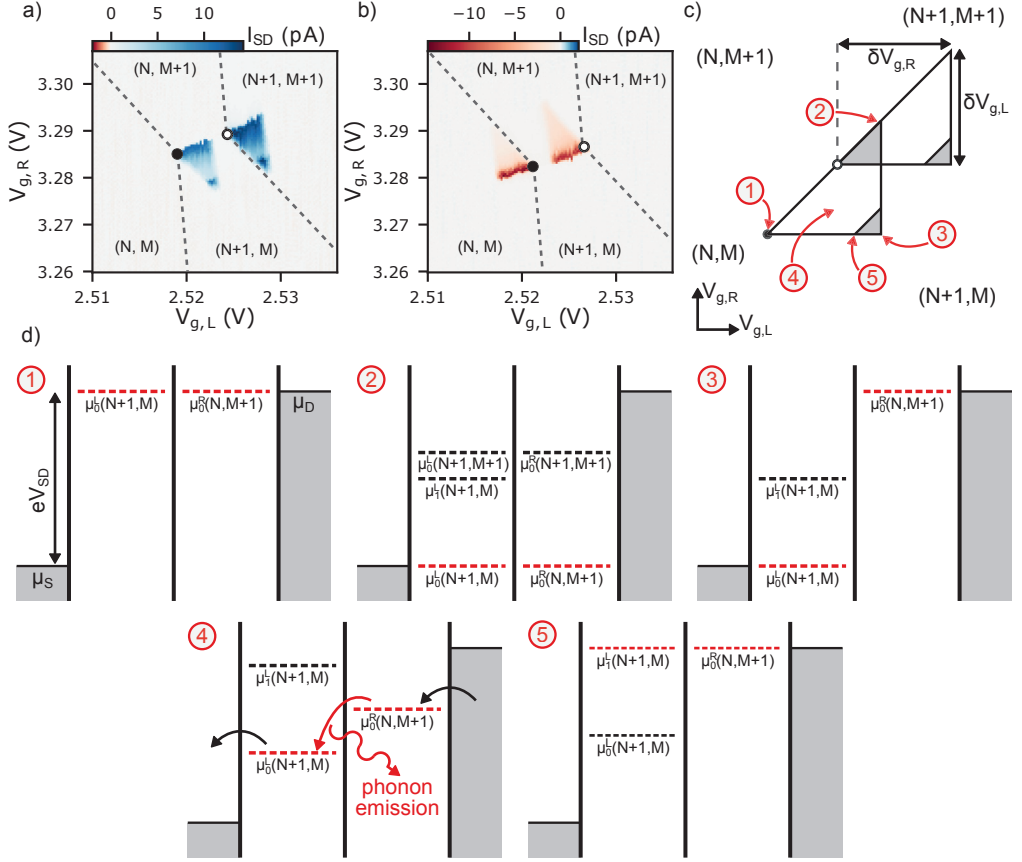 a)
0 10
I_SD (pA)
(N, M+1)
(N+1, M+1)
(N, M)
(N+1, M)
3.30
3.29
3.28
3.27
3.26
V_g,R (V)
2.51 2.52 2.53
V_g,L (V)
b)
−10 −5 0
I_SD (pA)
(N, M+1)
(N+1, M+1)
(N, M)
(N+1, M)
3.30
3.29
3.28
3.27
3.26
V_g,R (V)
2.51 2.52 2.53
V_g,L (V)
c)
(N+1,M+1)
(N,M+1)
δV_g,R
δV_g,L
2
1
(N,M)
4
5
3
(N+1,M)
V_g,R
V_g,L
d)
1
μ_0^L(N+1,M) μ_0^R(N,M+1)
μ_D
eV_SD
μ_S
2
μ_0^L(N+1,M+1) μ_0^R(N+1,M+1)
μ_1^L(N+1,M)
μ_0^L(N+1,M) μ_0^R(N,M+1)
3
μ_0^R(N,M+1)
μ_1^L(N+1,M)
μ_0^L(N+1,M)
4
μ_1^L(N+1,M)
μ_0^R(N,M+1)
μ_0^L(N+1,M)
phonon
emission
5
μ_1^L(N+1,M) μ_0^R(N,M+1)
μ_0^L(N+1,M)